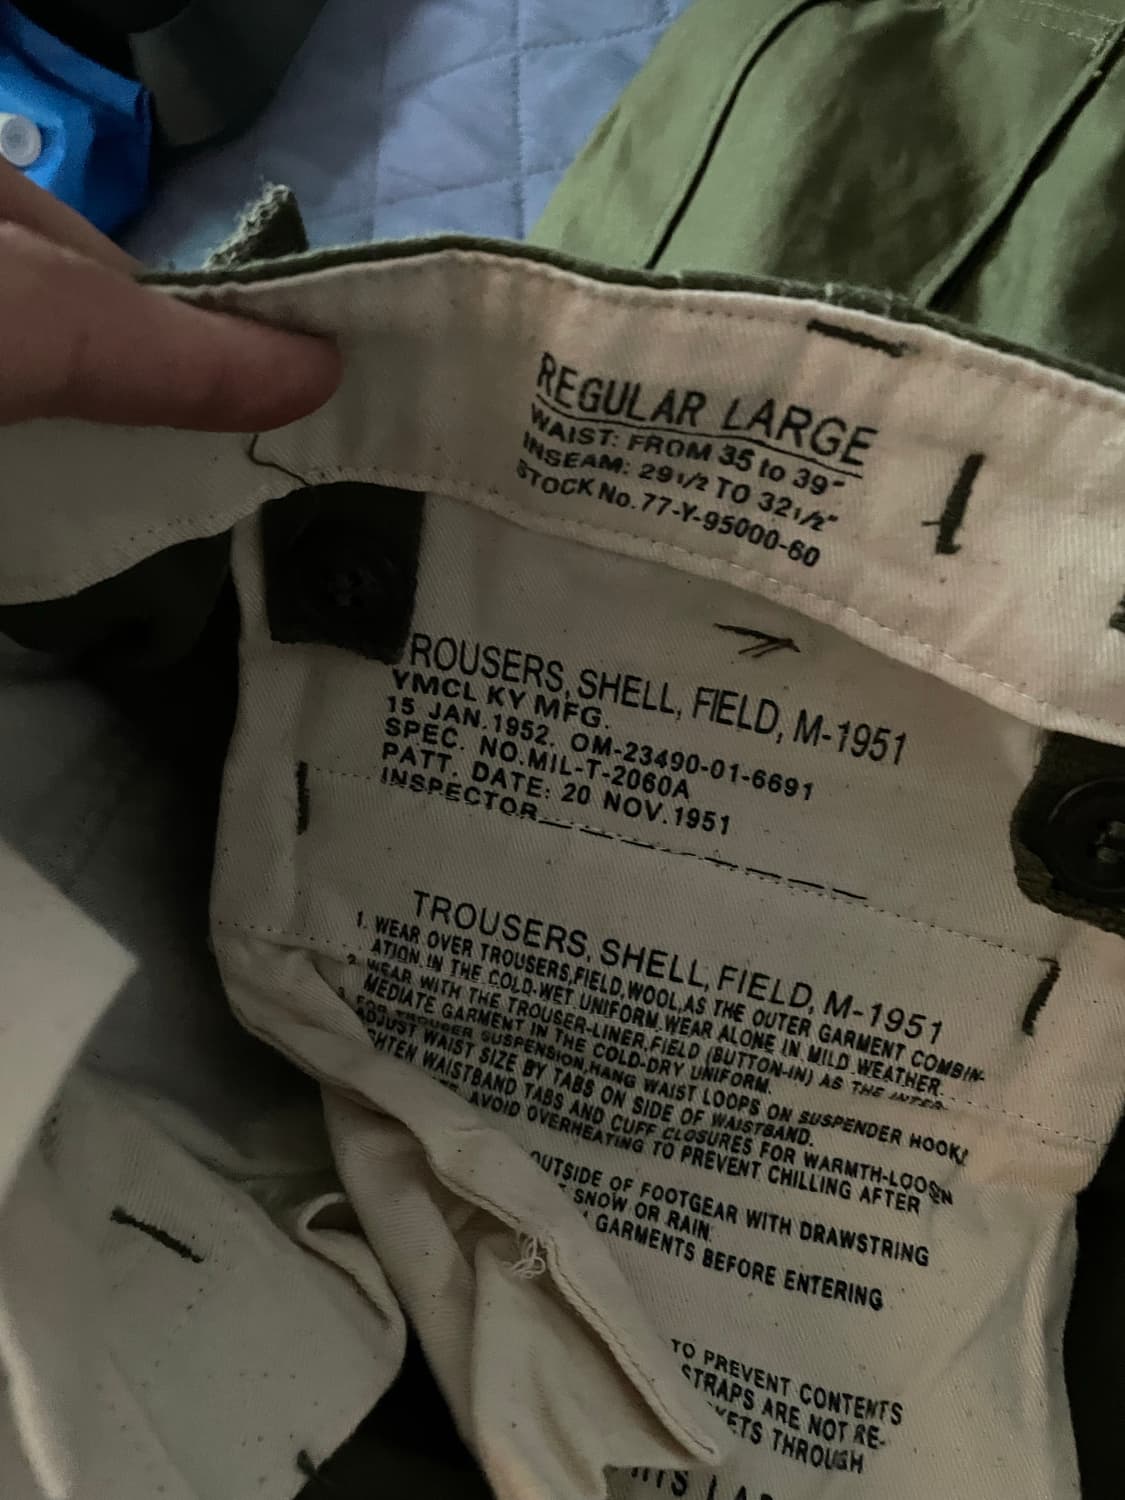 REGULAR LARGE
WAIST: FROM 35 to 39"
INSEAM: 29 1/2 TO 32 1/2"
STOCK No. 77-Y-95000-60
ROUSERS, SHELL, FIELD, M-1951
YMCL KY MFG.
15 JAN.1952. OM-23490-01-6691
SPEC. NO.MIL-T-2060A
PATT. DATE: 20 NOV.1951
INSPECTOR
TROUSERS, SHELL, FIELD, M-1951
1. WEAR OVER TROUSERS,FIELD,WOOL,AS THE OUTER GARMENT COMBIN-
ATION IN THE COLD-WET UNIFORM.WEAR ALONE IN MILD WEATHER.
2. WEAR WITH THE TROUSER-LINER,FIELD (BUTTON-IN) AS THE INTER-
MEDIATE GARMENT IN THE COLD-DRY UNIFORM.
3. FOR TROUSER SUSPENSION,HANG WAIST LOOPS ON SUSPENDER HOOK!
ADJUST WAIST SIZE BY TABS ON SIDE OF WAISTBAND.
HTEN WAISTBAND TABS AND CUFF CLOSURES FOR WARMTH-LOOSEN
AVOID OVERHEATING TO PREVENT CHILLING AFTER
OUTSIDE OF FOOTGEAR WITH DRAWSTRING
SNOW OR RAIN.
GARMENTS BEFORE ENTERING
TO PREVENT CONTENTS
STRAPS ARE NOT RE-
KETS THROUGH